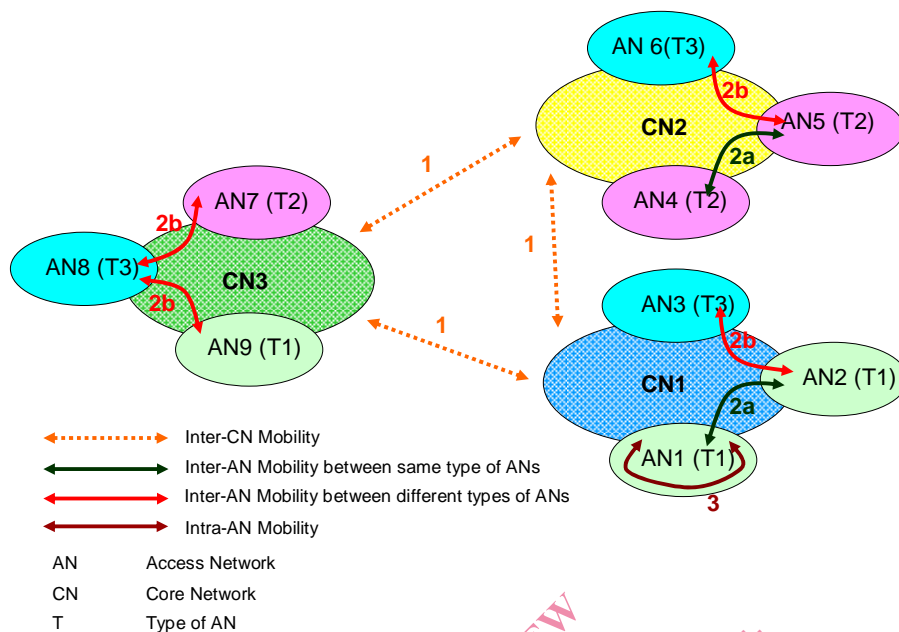 AN 6(T3)
2b
CN2
AN5 (T2)
2a
AN4 (T2)
1
1
1
AN7 (T2)
2b
AN8 (T3)
CN3
2b
AN9 (T1)
AN3 (T3)
2b
CN1
AN2 (T1)
2a
AN1 (T1)
3
Inter-CN Mobility
Inter-AN Mobility between same type of ANs
Inter-AN Mobility between different types of ANs
Intra-AN Mobility
AN Access Network
CN Core Network
T Type of AN